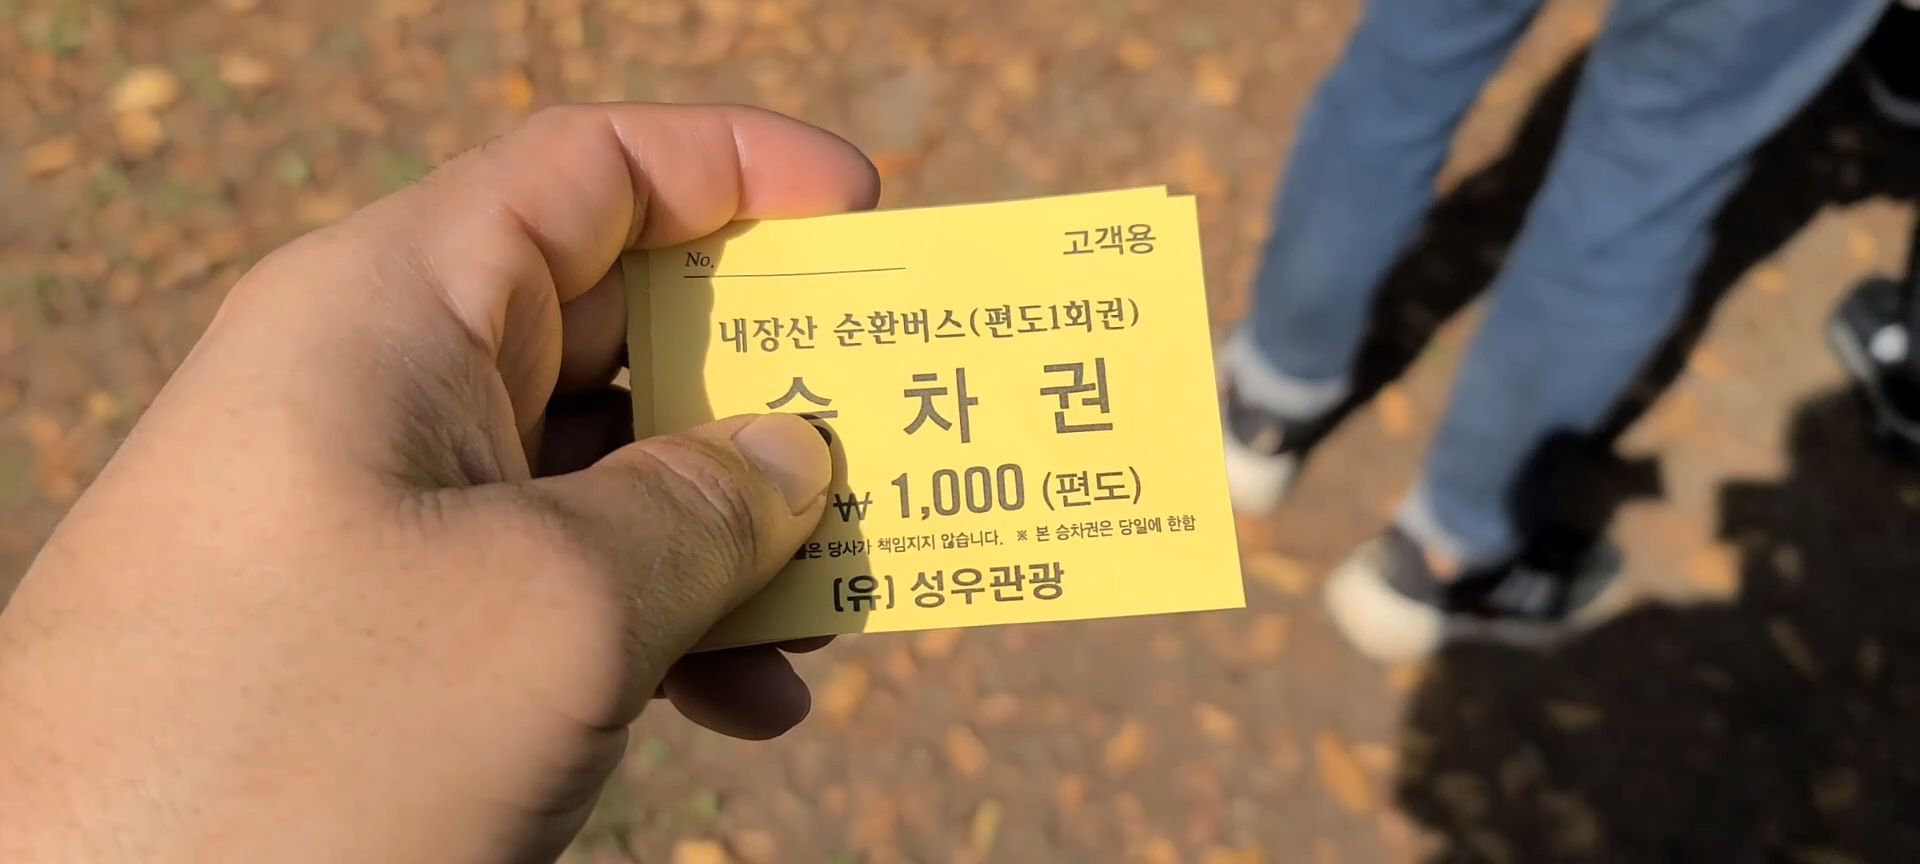 No.
고객용
내장산 순환버스(편도1회권)
승 차 권
₩ 1,000 (편도)
당사가 책임지지 않습니다. ※ 본 승차권은 당일에 한함
(유) 성우관광